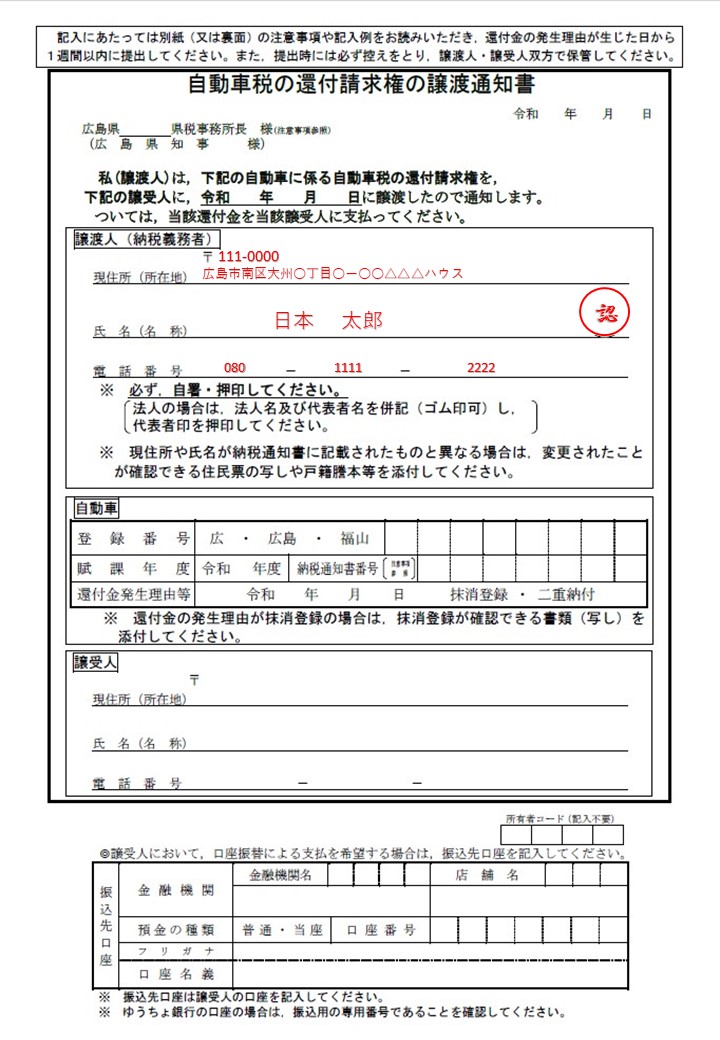 記入にあたっては別紙（又は裏面）の注意事項や記入例をお読みいただき，還付金の発生理由が生じた日から
１週間以内に提出してください。また，提出時には必ず控えをとり，譲渡人・譲受人双方で保管してください。
自動車税の還付請求権の譲渡通知書
令和　　年　　月　　日
広島県　　　　県税事務所長　様(注意事項参照)
（広　島　県　知　事　　　様）
私(譲渡人)は，下記の自動車に係る自動車税の還付請求権を，
下記の譲受人に，令和　　年　　月　　日に譲渡したので通知します。
ついては，当該還付金を当該譲受人に支払ってください。
譲渡人（納税義務者）
〒 111-0000
現住所（所在地） 広島市南区大州〇丁目〇ー〇〇△△△ハウス
氏　名（名　称）　日本　太郎　認
電　話　番　号　080　－　1111　－　2222
※　必ず，自署・押印してください。
法人の場合は，法人名及び代表者名を併記（ゴム印可）し，
代表者印を押印してください。
※　現住所や氏名が納税通知書に記載されたものと異なる場合は，変更されたこと
が確認できる住民票の写しや戸籍謄本等を添付してください。
自動車
登　録　番　号　広　・　広島　・　福山
賦　課　年　度　令和　　年度　納税通知書番号（注意事項参照）
還付金発生理由等　令和　　年　　月　　日　　抹消登録　・　二重納付
※　還付金の発生理由が抹消登録の場合は，抹消登録が確認できる書類（写し）を
添付してください。
譲受人
〒
現住所（所在地）
氏　名（名　称）
電　話　番　号　　　－　　　－
所有者コード（記入不要）
◎譲受人において，口座振替による支払を希望する場合は，振込先口座を記入してください。
振込先口座
金　融　機　関　金融機関名　店　舗　名
預金の種類　普通・当座　口　座　番　号
フ　リ　ガ　ナ
口　座　名　義
※　振込先口座は譲受人の口座を記入してください。
※　ゆうちょ銀行の口座の場合は，振込用の専用番号であることを確認してください。